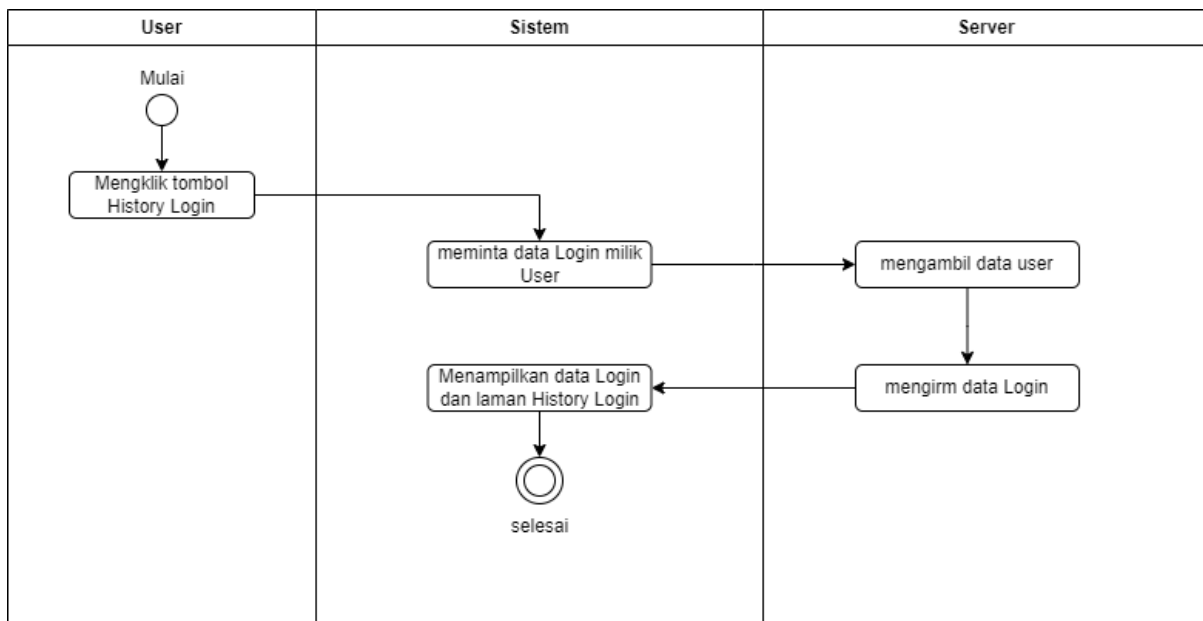 User
Sistem
Server
Mulai
Mengklik tombol
History Login
meminta data Login milik
User
mengambil data user
Menampilkan data Login
dan laman History Login
mengirm data Login
selesai